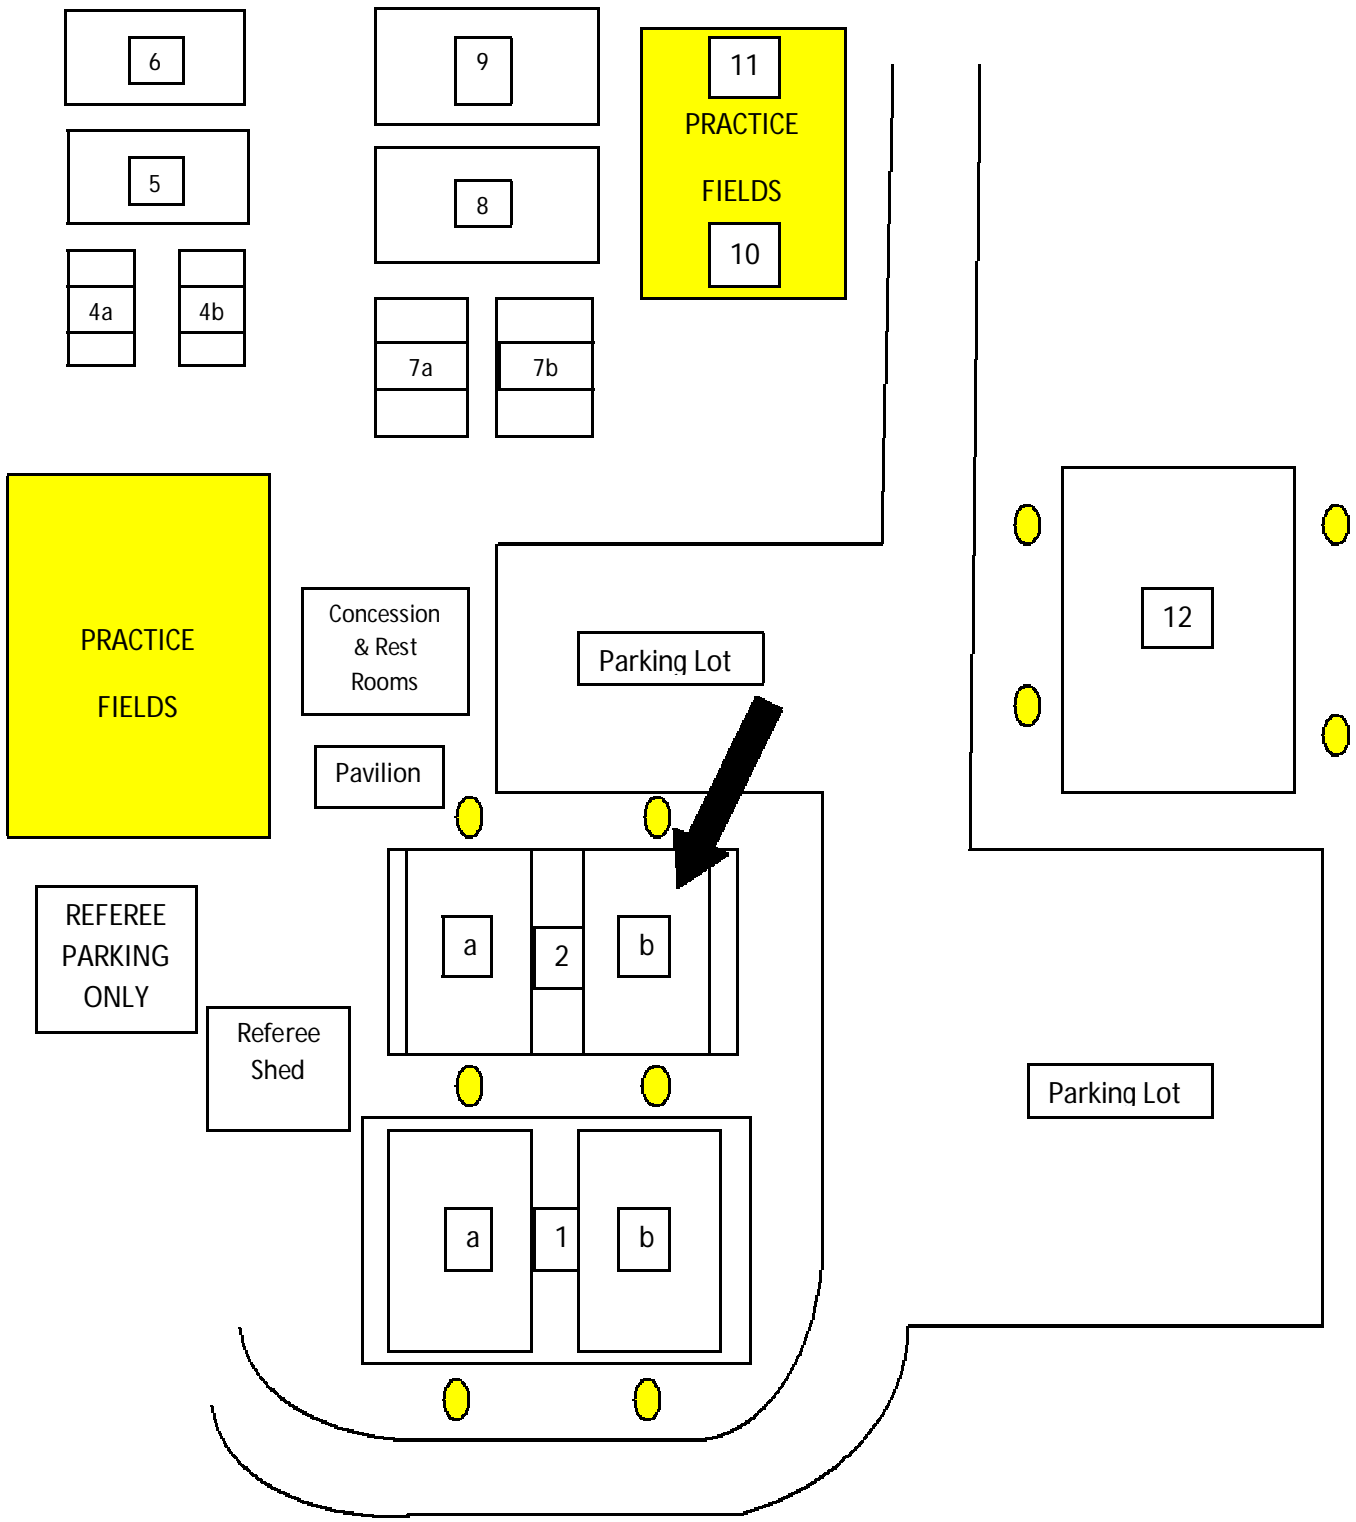 6
9
11
PRACTICE
FIELDS
10
5
8
4a
4b
7a
7b
12
PRACTICE
FIELDS
Concession
& Rest
Rooms
Parking Lot
Pavilion
REFEREE
PARKING
ONLY
a
2
b
Referee
Shed
Parking Lot
a
1
b